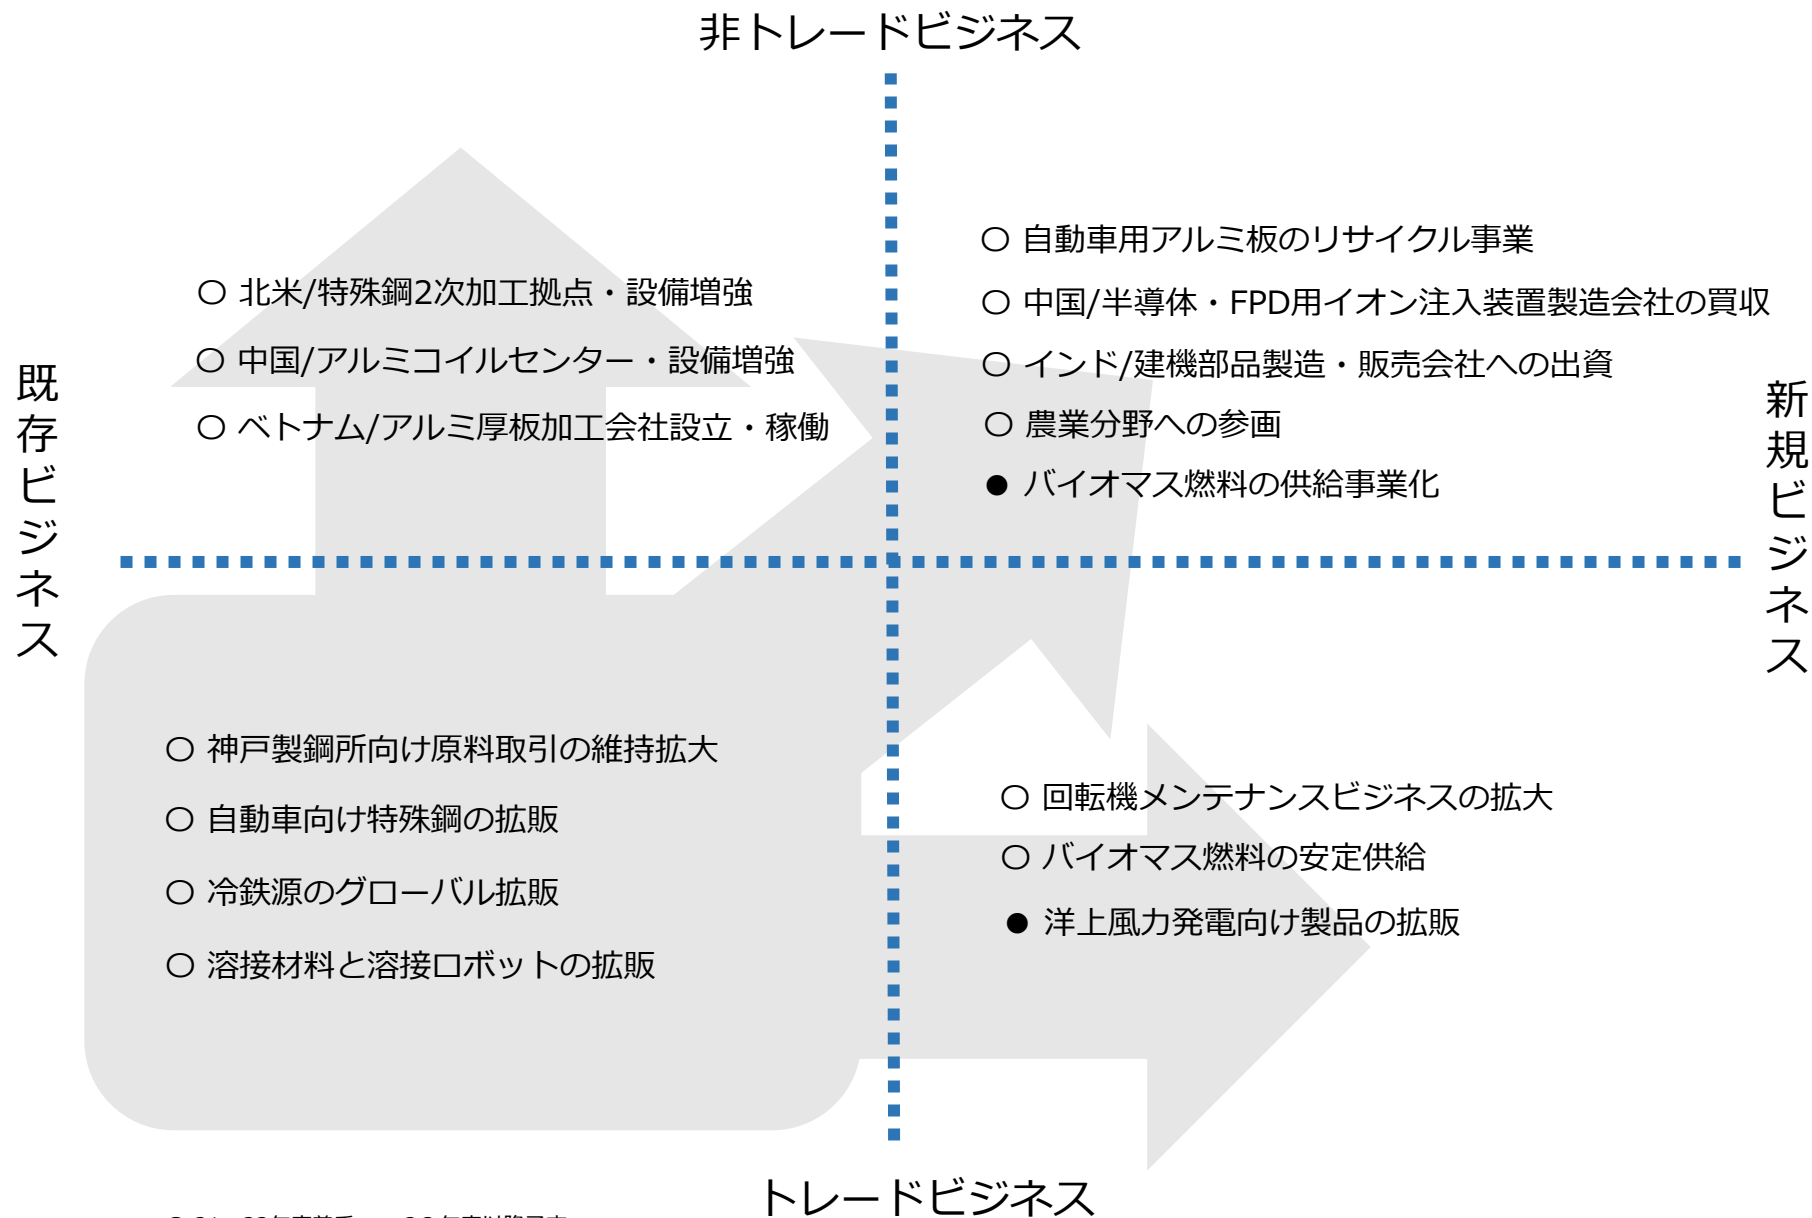 非トレードビジネス
既存ビジネス
〇 北米/特殊鋼2次加工拠点・設備増強
〇 中国/アルミコイルセンター・設備増強
〇 ベトナム/アルミ厚板加工会社設立・稼働
〇 自動車用アルミ板のリサイクル事業
〇 中国/半導体・FPD用イオン注入装置製造会社の買収
〇 インド/建機部品製造・販売会社への出資
〇 農業分野への参画
● バイオマス燃料の供給事業化
新規ビジネス
〇 神戸製鋼所向け原料取引の維持拡大
〇 自動車向け特殊鋼の拡販
〇 冷鉄源のグローバル拡販
〇 溶接材料と溶接ロボットの拡販
〇 回転機メンテナンスビジネスの拡大
〇 バイオマス燃料の安定供給
● 洋上風力発電向け製品の拡販
トレードビジネス